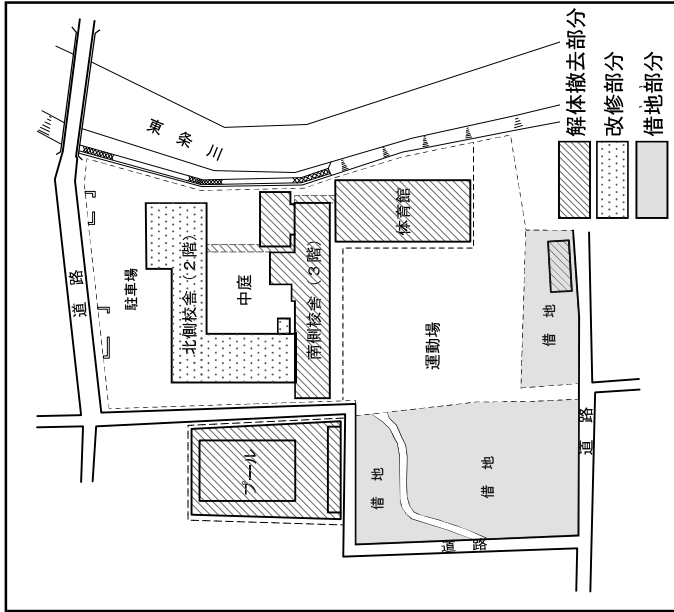 東条川
道路
駐車場
北側校舎（２階）
中庭
南側校舎（３階）
体育館
運動場
プール
借地
借地
借地
道路
道路
解体撤去部分
改修部分
借地部分